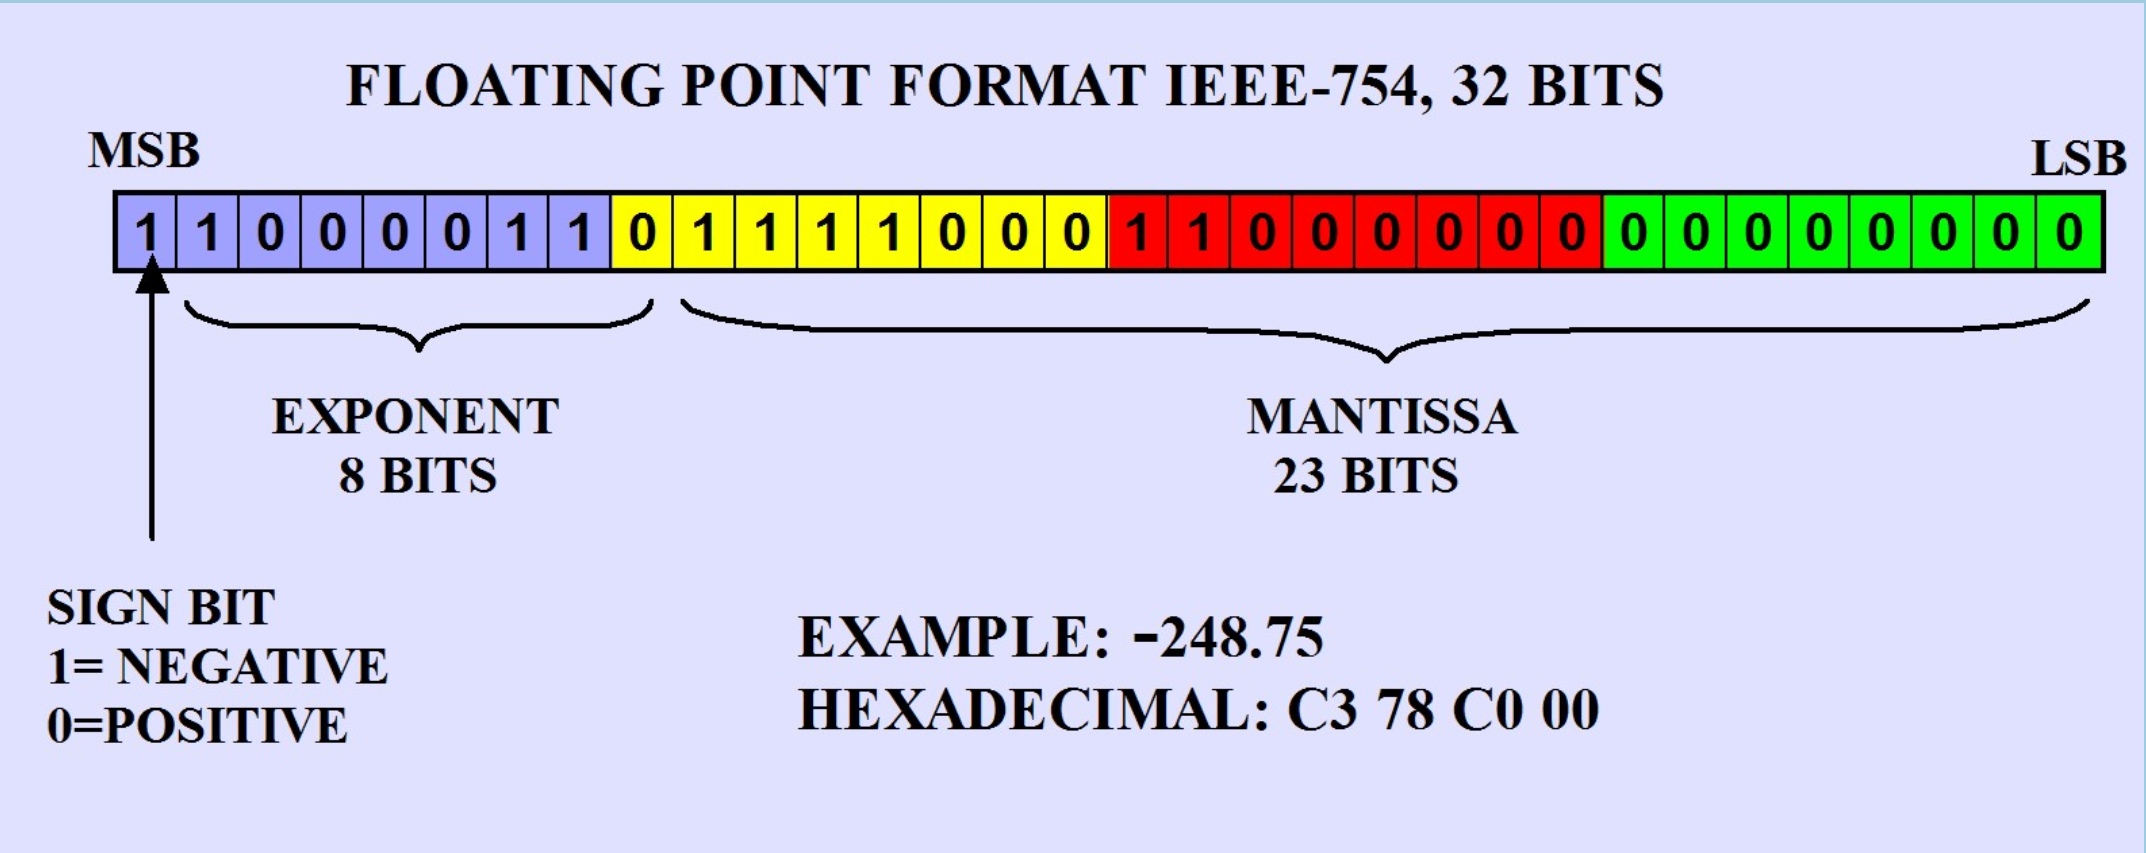 FLOATING POINT FORMAT IEEE-754, 32 BITS
MSB
LSB
1 1 0 0 0 0 1 1 0 1 1 1 1 0 0 0 1 1 0 0 0 0 0 0 0 0 0 0 0 0 0 0
EXPONENT
8 BITS
MANTISSA
23 BITS
SIGN BIT
1= NEGATIVE
0=POSITIVE
EXAMPLE: -248.75
HEXADECIMAL: C3 78 C0 00